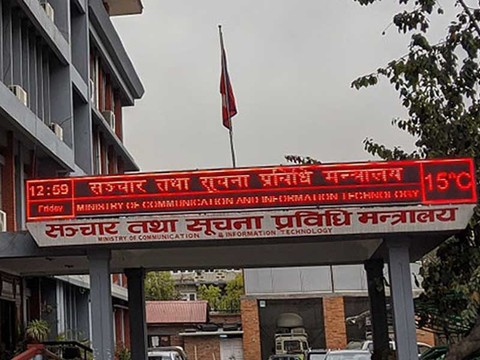 12:59
Friday
सञ्चार तथा सूचना प्रविधि मन्त्रालय
MINISTRY OF COMMUNICATION AND INFORMATION TECHNOLOGY
15°C
सञ्चार तथा सूचना प्रविधि मन्त्रालय
MINISTRY OF COMMUNICATION & INFORMATION TECHNOLOGY